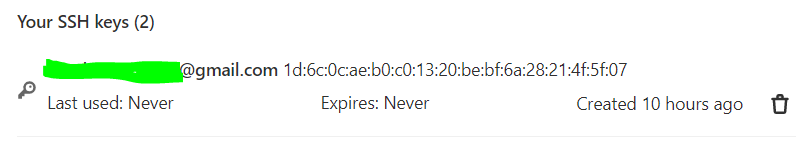 Your SSH keys (2)
@gmail.com 1d:6c:0c:ae:b0:c0:13:20:be:bf:6a:28:21:4f:5f:07
Last used: Never Expires: Never Created 10 hours ago